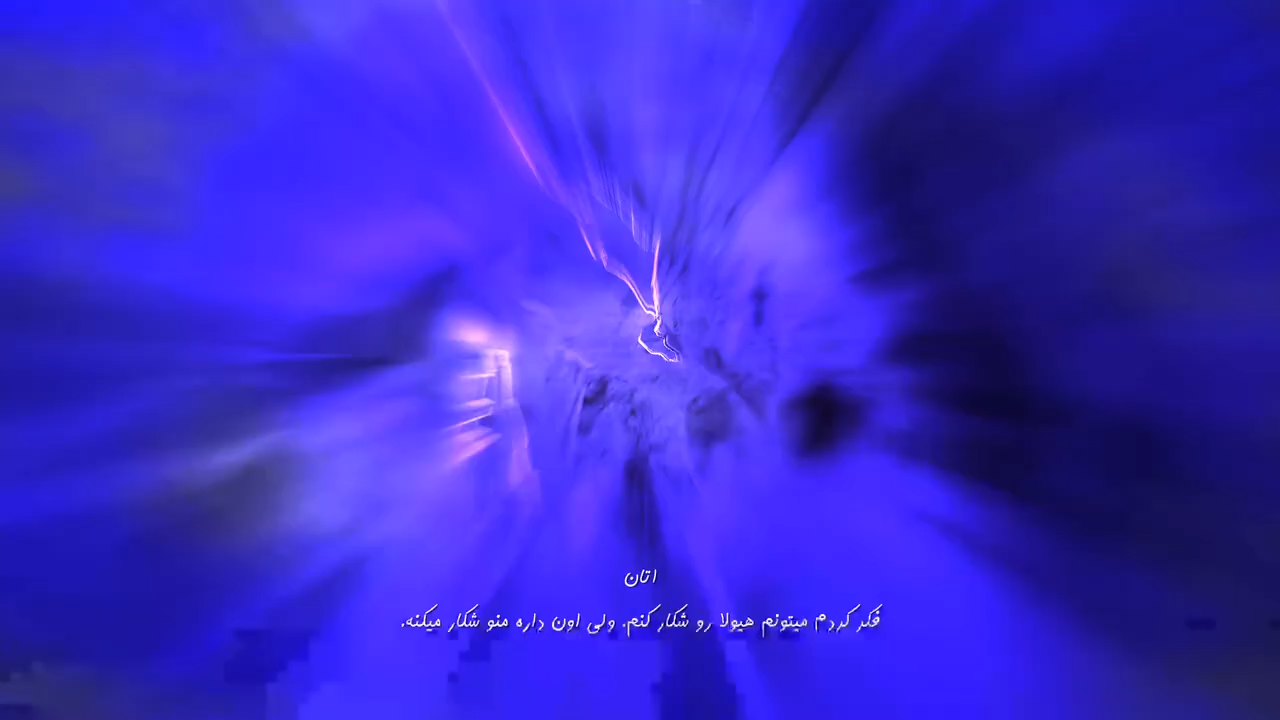 اتان
فکر کردم میتونم هیولا رو شکار کنم. ولی اون داره منو شکار میکنه.